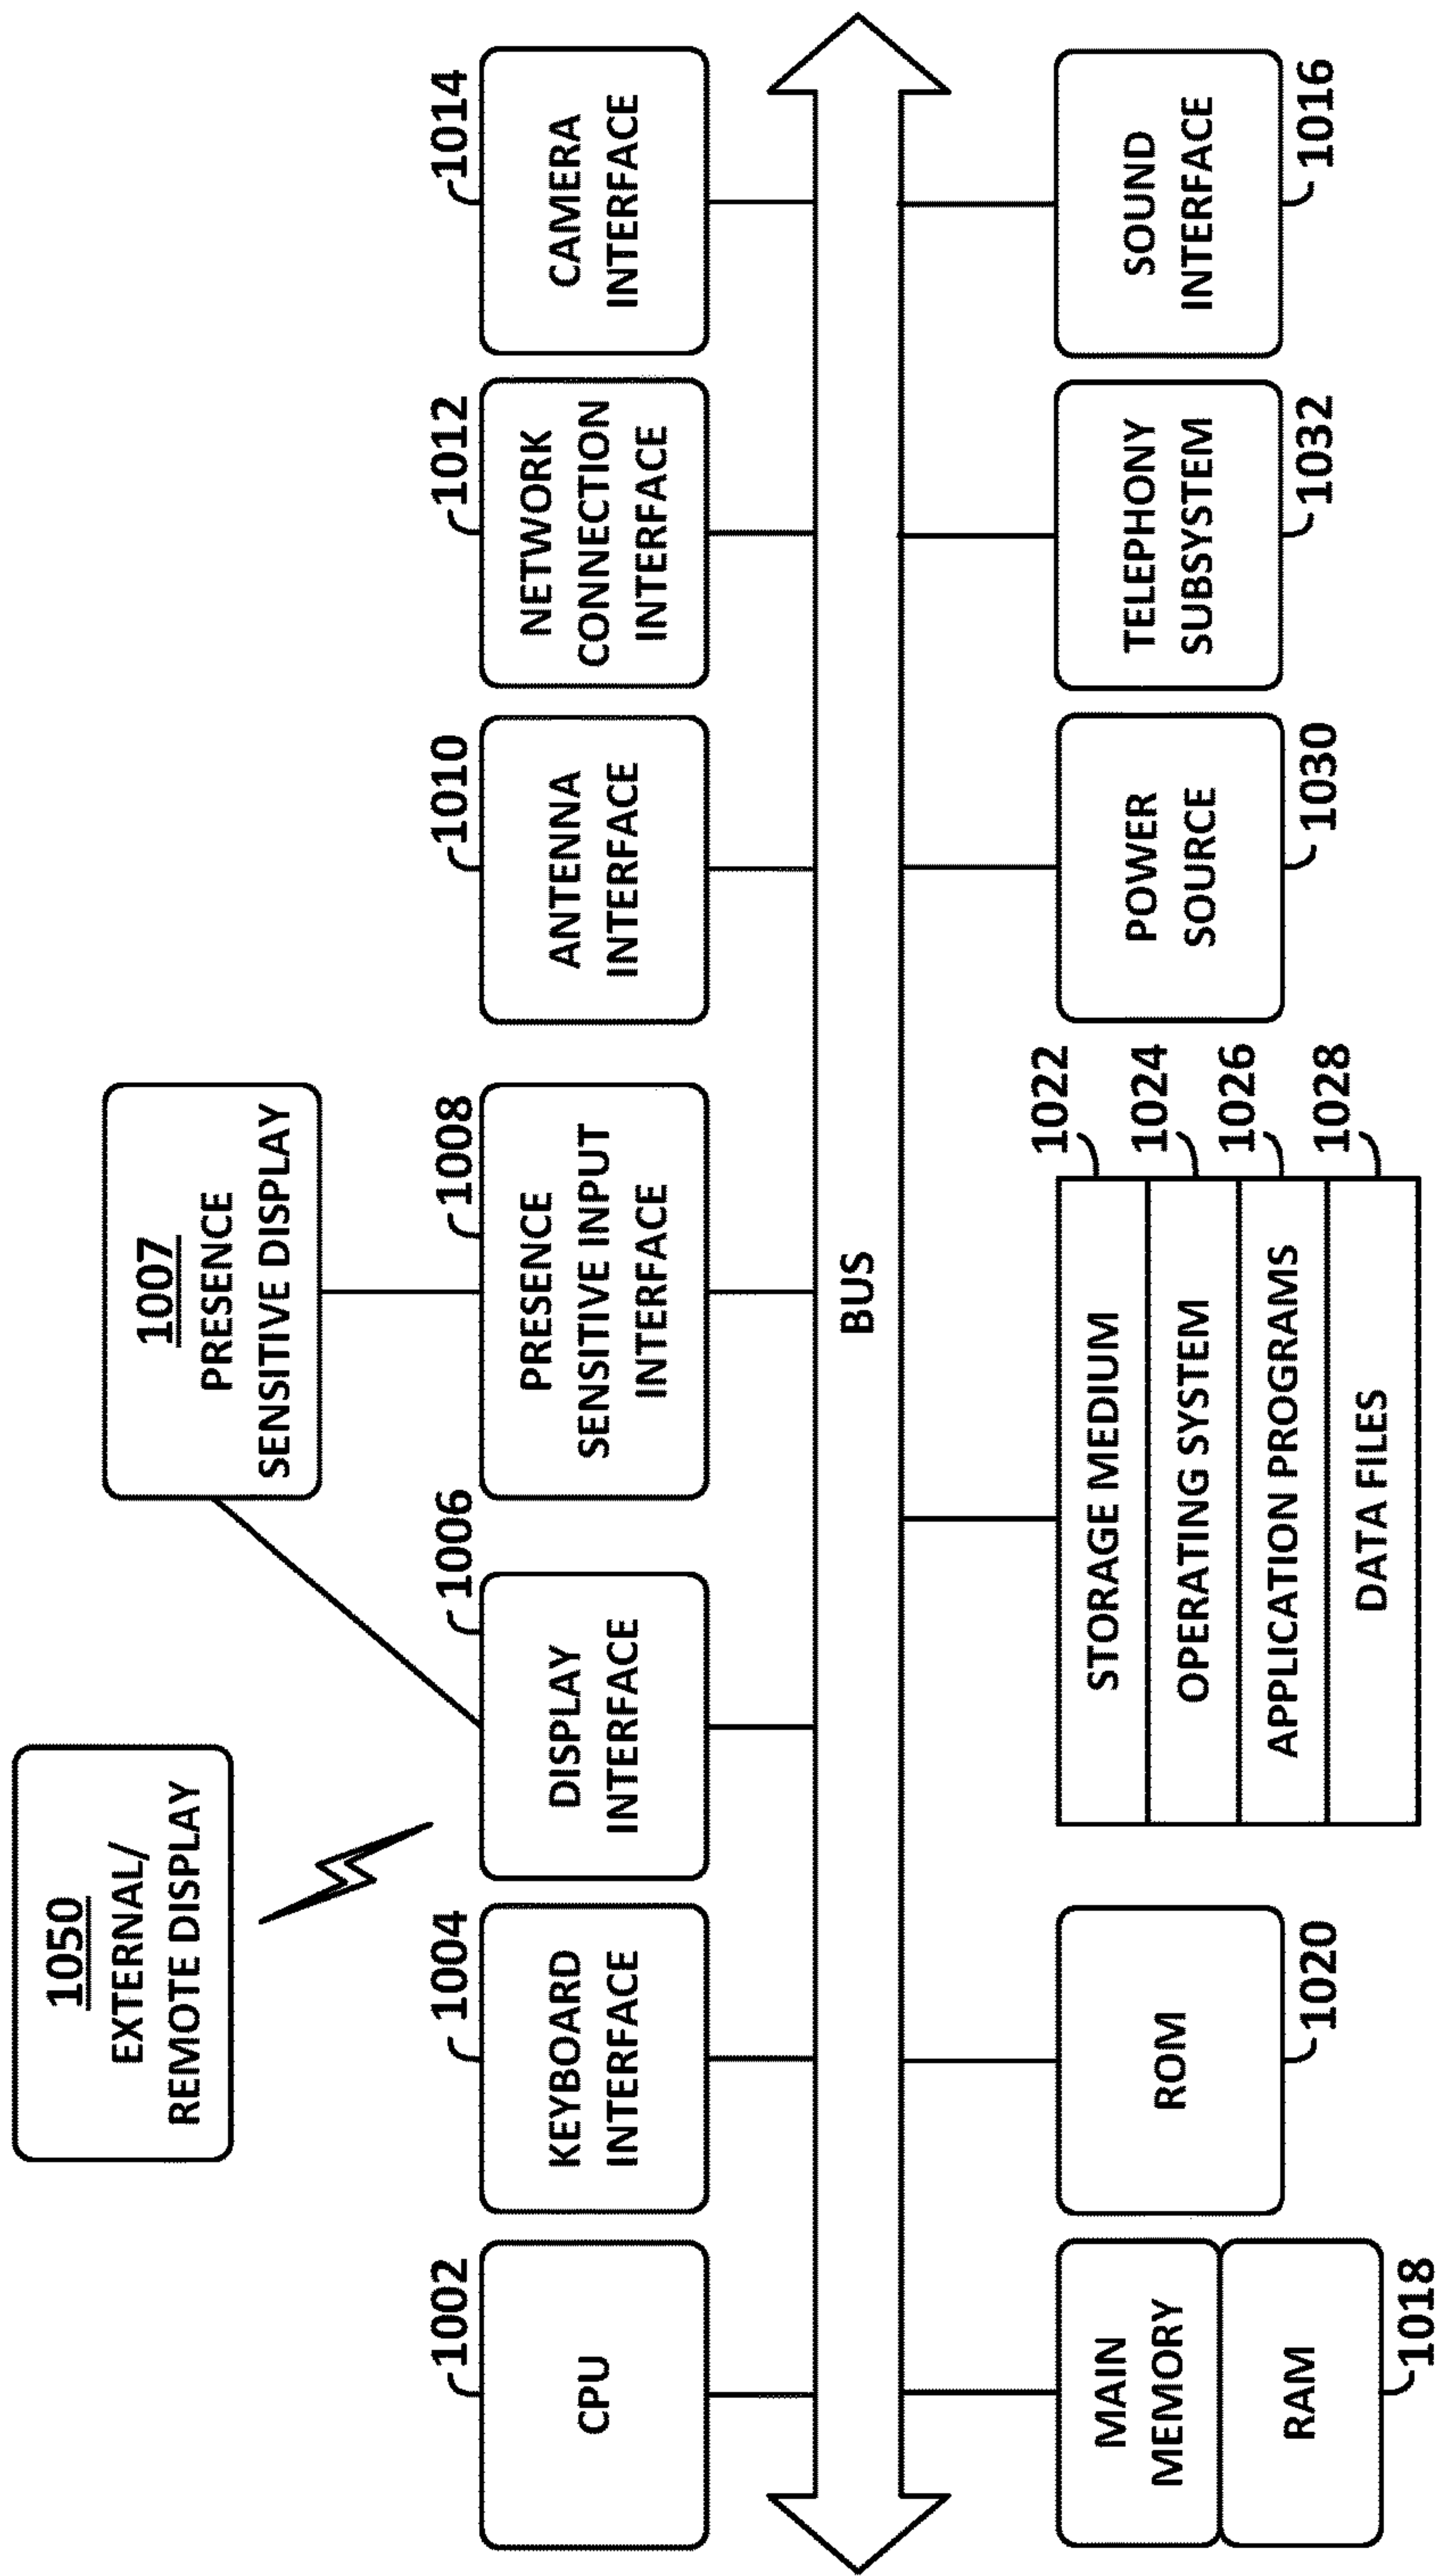 1050
EXTERNAL/
REMOTE DISPLAY
1007
PRESENCE
SENSITIVE DISPLAY
1002
CPU
1004
KEYBOARD
INTERFACE
1006
DISPLAY
INTERFACE
1008
PRESENCE
SENSITIVE INPUT
INTERFACE
1010
ANTENNA
INTERFACE
1012
NETWORK
CONNECTION
INTERFACE
1014
CAMERA
INTERFACE
BUS
MAIN
MEMORY
RAM
1018
ROM
1020
STORAGE MEDIUM
1022
OPERATING SYSTEM
1024
APPLICATION PROGRAMS
1026
DATA FILES
1028
POWER
SOURCE
1030
TELEPHONY
SUBSYSTEM
1032
SOUND
INTERFACE
1016